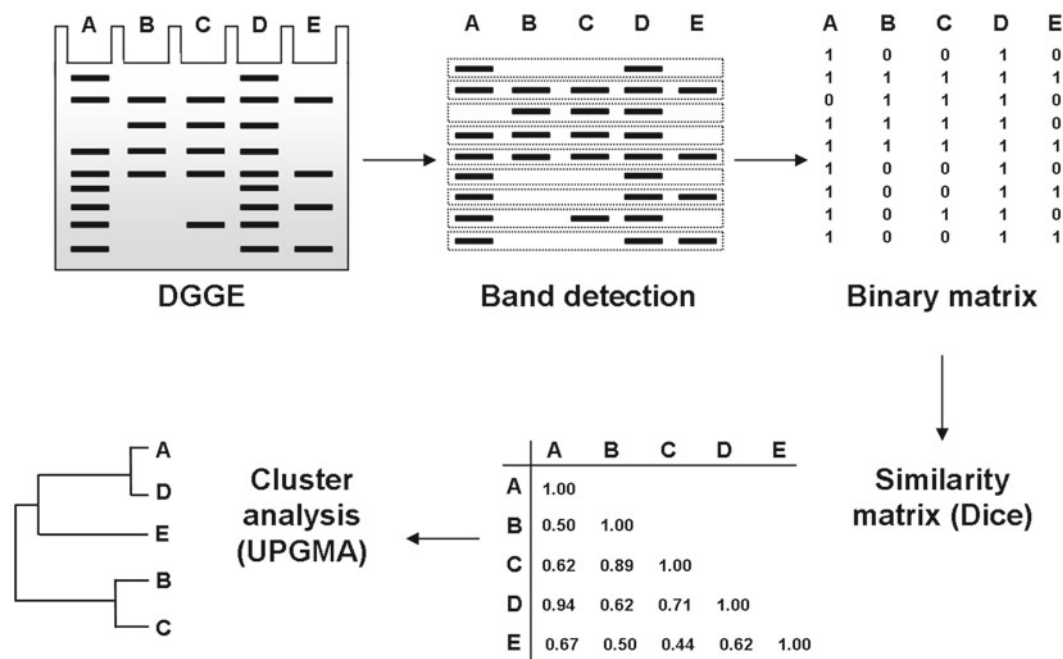 A B C D E
DGGE
A B C D E
Band detection
A B C D E
1 0 0 1 0
1 1 1 1 1
0 1 1 1 0
1 1 1 1 0
1 1 1 1 1
1 0 0 1 0
1 0 0 1 1
1 0 1 1 0
1 0 0 1 1
Binary matrix
Similarity
matrix (Dice)
A B C D E
A 1.00
B 0.50 1.00
C 0.62 0.89 1.00
D 0.94 0.62 0.71 1.00
E 0.67 0.50 0.44 0.62 1.00
Cluster
analysis
(UPGMA)
A
D
E
B
C